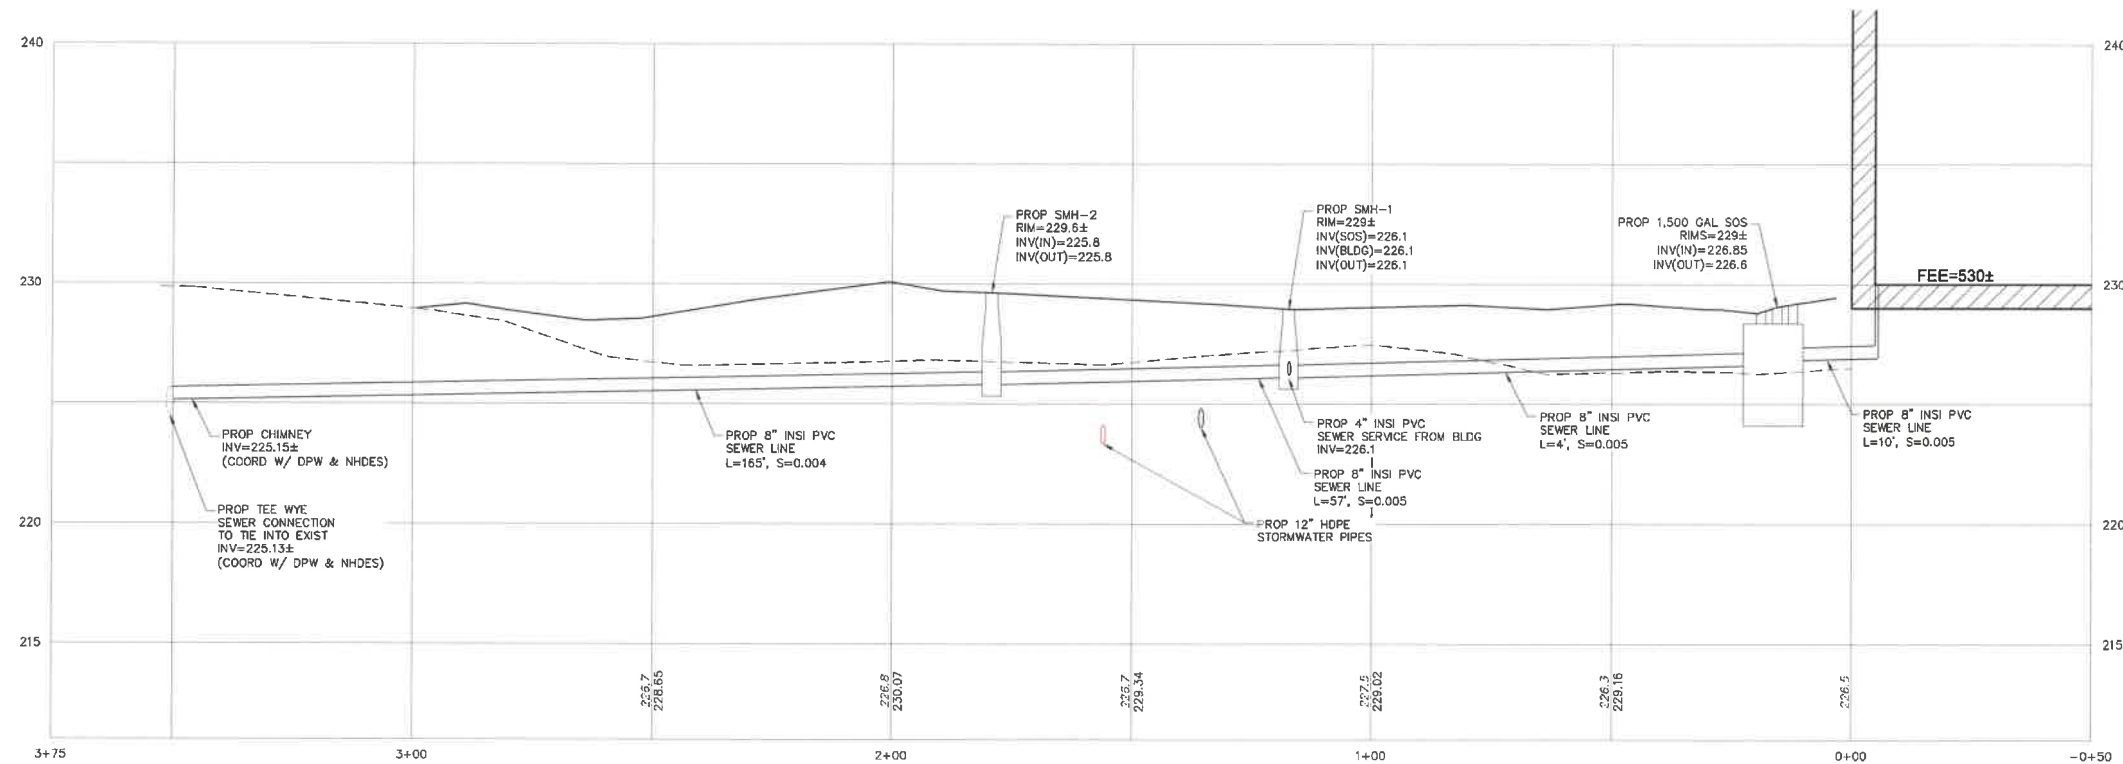 240
240
PROP SMH-2
RIM=229.6±
INV(IN)=225.8
INV(OUT)=225.8
PROP SMH-1
RIM=229±
INV(SOS)=226.1
INV(BLDG)=226.1
INV(OUT)=226.1
PROP 1,500 GAL SOS
RIMS=229±
INV(IN)=226.85
INV(OUT)=226.6
230
FEE=530±
230
PROP CHIMNEY
INV=225.15±
(COORD W/ DPW & NHDES)
PROP 8" INSI PVC
SEWER LINE
L=165', S=0.004
PROP 4" INSI PVC
SEWER SERVICE FROM BLDG
INV=226.1
PROP 8" INSI PVC
SEWER LINE
L=4', S=0.005
PROP 8" INSI PVC
SEWER LINE
L=10', S=0.005
PROP 8" INSI PVC
SEWER LINE
L=57', S=0.005
PROP TEE WYE
SEWER CONNECTION
TO TIE INTO EXIST
INV=225.13±
(COORD W/ DPW & NHDES)
220
PROP 12" HDPE
STORMWATER PIPES
220
215
215
226.7
228.65
226.8
230.07
226.7
229.34
227.5
229.02
226.3
229.16
226.5
3+75
3+00
2+00
1+00
0+00
-0+50